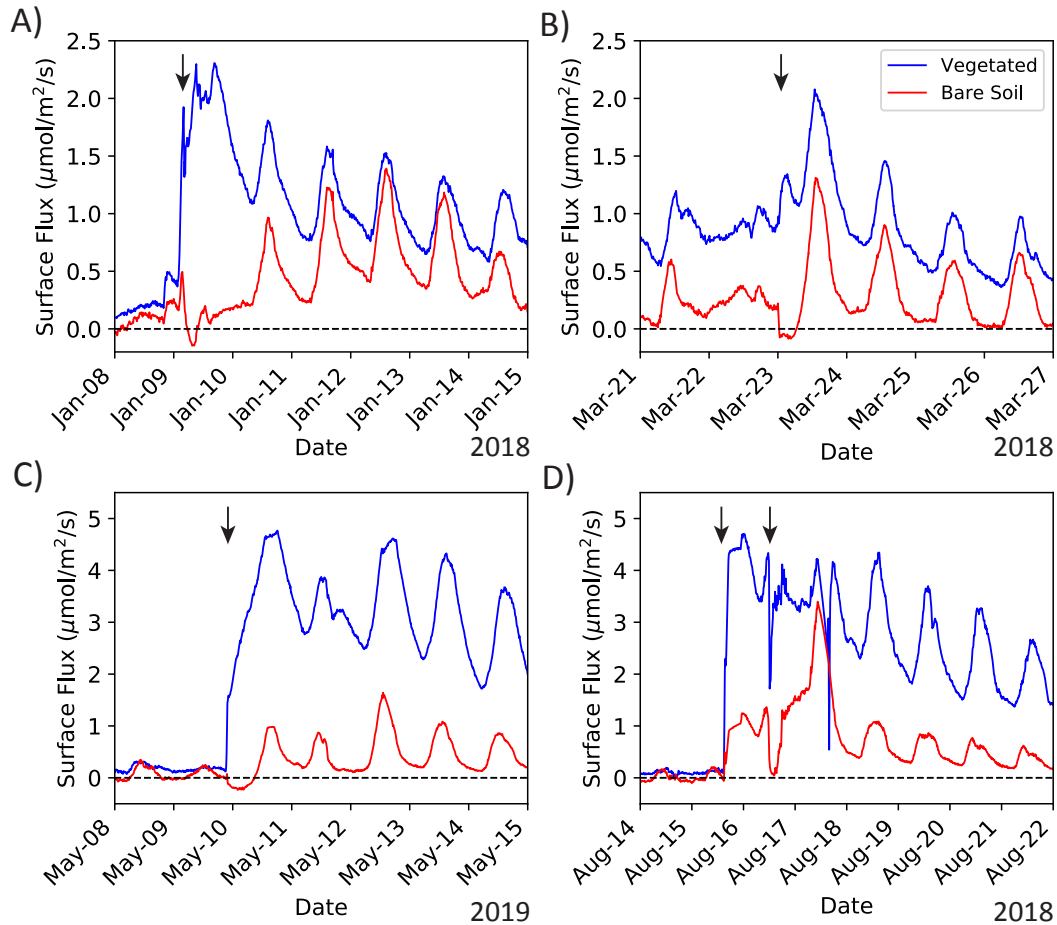 A)
2.5
2.0
1.5
1.0
0.5
0.0
Surface Flux (μmol/m²/s)
Jan-08
Jan-09
Jan-10
Jan-11
Jan-12
Jan-13
Jan-14
Jan-15
Date
2018
B)
2.5
2.0
1.5
1.0
0.5
0.0
Surface Flux (μmol/m²/s)
Vegetated
Bare Soil
Mar-21
Mar-22
Mar-23
Mar-24
Mar-25
Mar-26
Mar-27
Date
2018
C)
5
4
3
2
1
0
Surface Flux (μmol/m²/s)
May-08
May-09
May-10
May-11
May-12
May-13
May-14
May-15
Date
2019
D)
5
4
3
2
1
0
Surface Flux (μmol/m²/s)
Aug-14
Aug-15
Aug-16
Aug-17
Aug-18
Aug-19
Aug-20
Aug-21
Aug-22
Date
2018